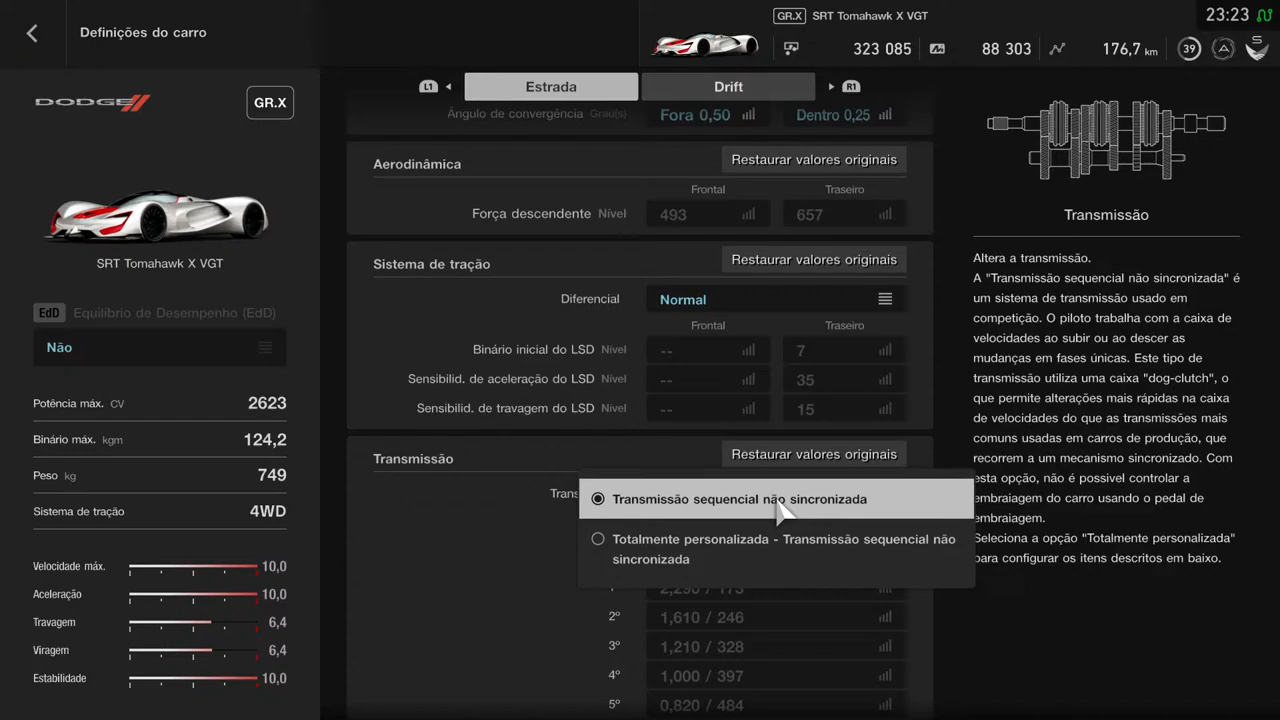 Definições do carro
GR.X SRT Tomahawk X VGT
23:23
323 085
88 303
176,7 km
39
A
S
DODGE
GR.X
SRT Tomahawk X VGT
EdD Equilíbrio de Desempenho (EdD)
Não
Potência máx. CV 2623
Binário máx. kgm 124,2
Peso kg 749
Sistema de tração 4WD
Velocidade máx. 10,0
Aceleração 10,0
Travagem 6,4
Viragem 6,4
Estabilidade 10,0
L1 Estrada Drift R1
Ângulo de convergência Grau(s) Fora 0,50 Dentro 0,25
Aerodinâmica Restaurar valores originais
Frontal Traseiro
Força descendente Nível 493 657
Sistema de tração Restaurar valores originais
Diferencial Normal
Frontal Traseiro
Binário inicial do LSD Nível -- 7
Sensibilid. de aceleração do LSD Nível -- 35
Sensibilid. de travagem do LSD Nível -- 15
Transmissão Restaurar valores originais
Trans
Transmissão sequencial não sincronizada
Totalmente personalizada - Transmissão sequencial não
sincronizada
1º 2,290 / 173
2º 1,610 / 246
3º 1,210 / 328
4º 1,000 / 397
5º 0,820 / 484
Transmissão
Altera a transmissão.
A "Transmissão sequencial não sincronizada" é
um sistema de transmissão usado em
competição. O piloto trabalha com a caixa de
velocidades ao subir ou ao descer as
mudanças em fases únicas. Este tipo de
transmissão utiliza uma caixa "dog-clutch", o
que permite alterações mais rápidas na caixa
de velocidades do que as transmissões mais
comuns usadas em carros de produção, que
recorrem a um mecanismo sincronizado. Com
esta opção, não é possivel controlar a
embraiagem do carro usando o pedal de
embraiagem.
Seleciona a opção "Totalmente personalizada"
para configurar os itens descritos em baixo.